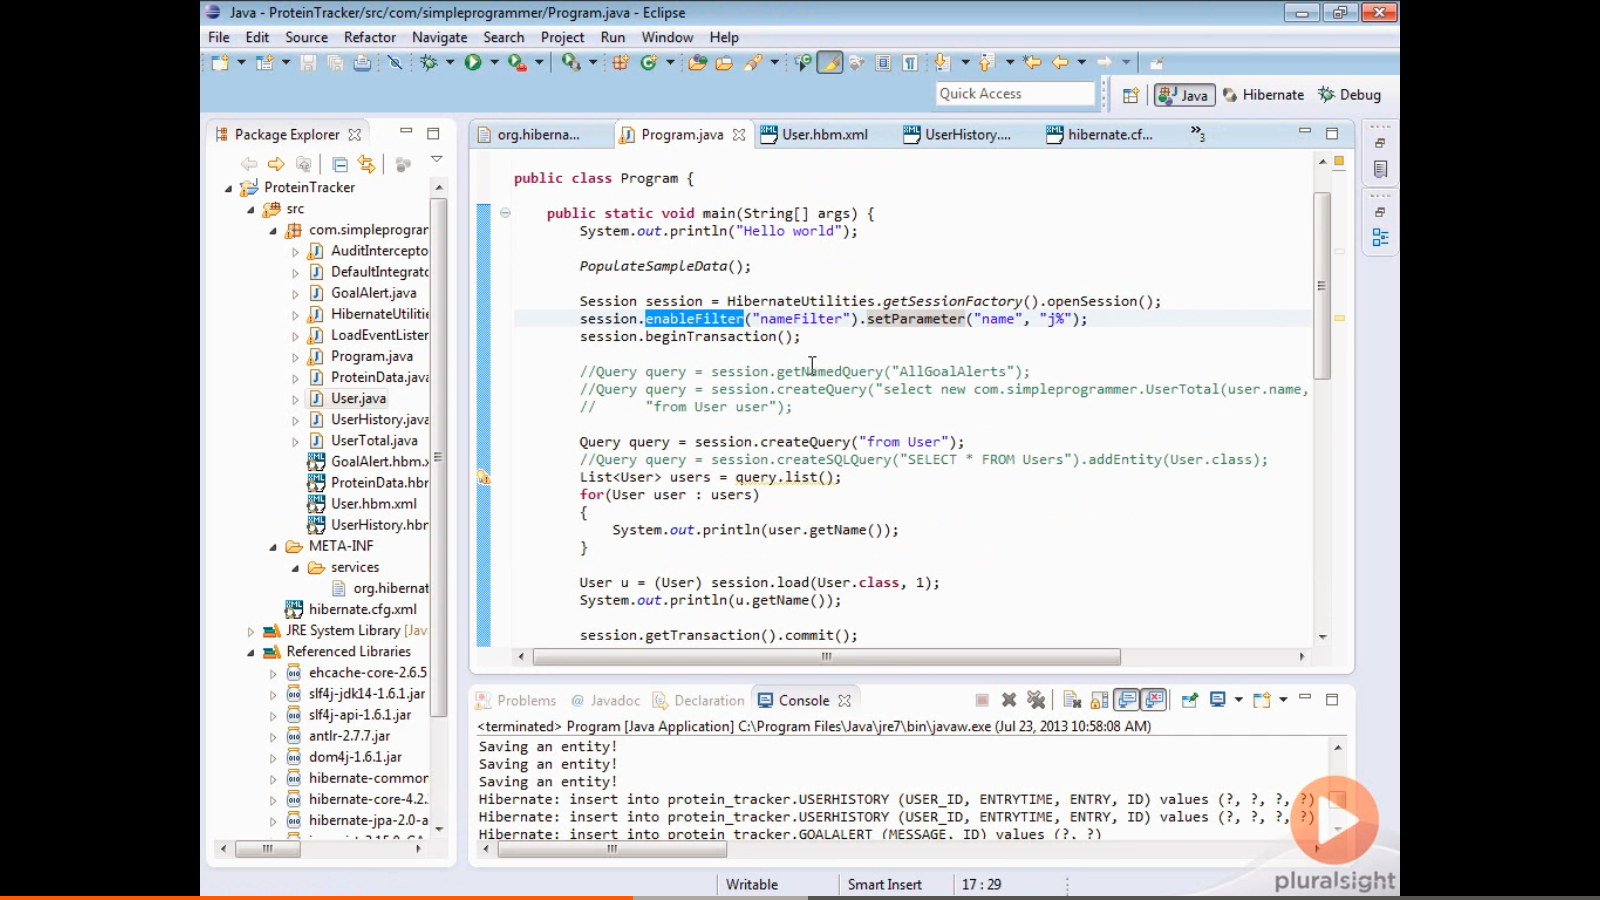 Java - ProteinTracker/src/com/simpleprogrammer/Program.java - Eclipse
File Edit Source Refactor Navigate Search Project Run Window Help
Quick Access
Java Hibernate Debug
Package Explorer
ProteinTracker
src
com.simpleprogram
AuditIntercepto
DefaultIntegrato
GoalAlert.java
HibernateUtilitie
LoadEventLister
Program.java
ProteinData.java
User.java
UserHistory.java
UserTotal.java
GoalAlert.hbm.x
ProteinData.hbr
User.hbm.xml
UserHistory.hbr
META-INF
services
org.hibernat
hibernate.cfg.xml
JRE System Library [Jav
Referenced Libraries
ehcache-core-2.6.5
slf4j-jdk14-1.6.1.jar
slf4j-api-1.6.1.jar
antlr-2.7.7.jar
dom4j-1.6.1.jar
hibernate-common
hibernate-core-4.2.
hibernate-jpa-2.0-a
org.hiberna... Program.java User.hbm.xml UserHistory.... hibernate.cf... »3
public class Program {
public static void main(String[] args) {
System.out.println("Hello world");
PopulateSampleData();
Session session = HibernateUtilities.getSessionFactory().openSession();
session.enableFilter("nameFilter").setParameter("name", "j%");
session.beginTransaction();
//Query query = session.getNamedQuery("AllGoalAlerts");
//Query query = session.createQuery("select new com.simpleprogrammer.UserTotal(user.name,
// "from User user");
Query query = session.createQuery("from User");
//Query query = session.createSQLQuery("SELECT * FROM Users").addEntity(User.class);
List<User> users = query.list();
for(User user : users)
{
System.out.println(user.getName());
}
User u = (User) session.load(User.class, 1);
System.out.println(u.getName());
session.getTransaction().commit();
Problems @ Javadoc Declaration Console
<terminated> Program [Java Application] C:\Program Files\Java\jre7\bin\javaw.exe (Jul 23, 2013 10:58:08 AM)
Saving an entity!
Saving an entity!
Saving an entity!
Hibernate: insert into protein_tracker.USERHISTORY (USER_ID, ENTRYTIME, ENTRY, ID) values (?, ?, ?, ?)
Hibernate: insert into protein_tracker.USERHISTORY (USER_ID, ENTRYTIME, ENTRY, ID) values (?, ?, ?, ?)
Hibernate: insert into protein_tracker.GOALALERT (MESSAGE, ID) values (?, ?)
Writable Smart Insert 17 : 29
pluralsight